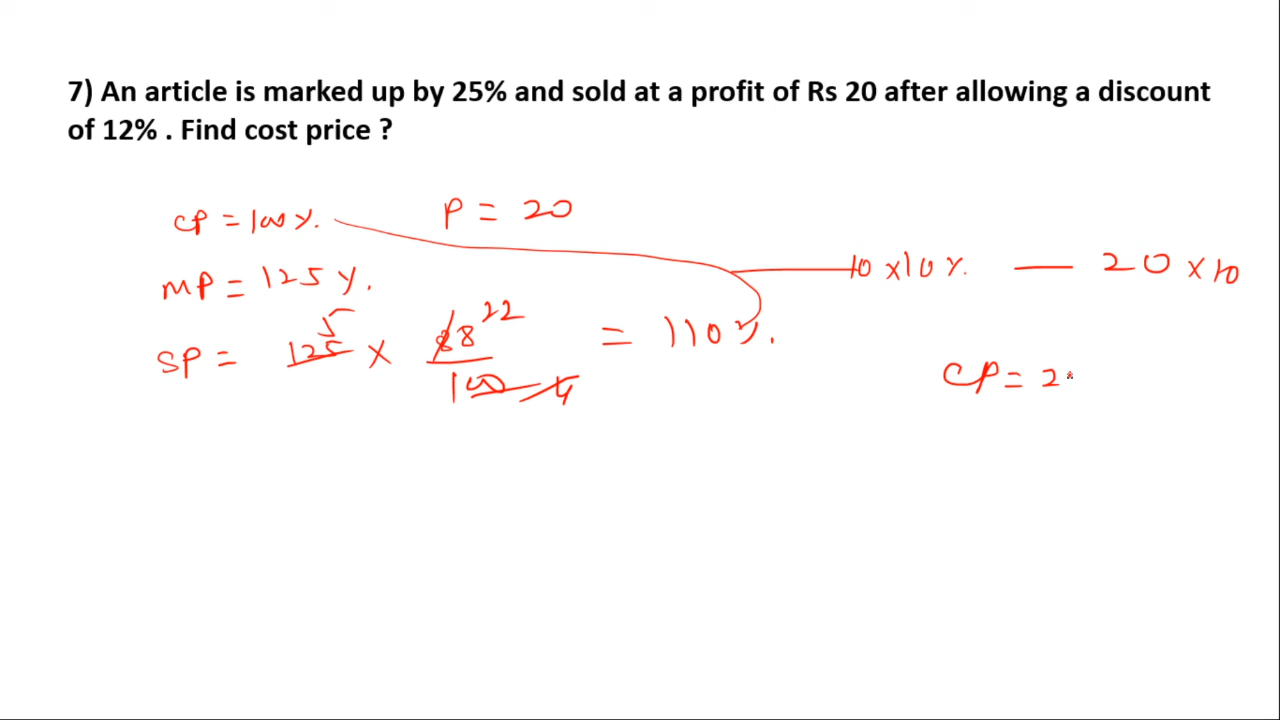 7) An article is marked up by 25% and sold at a profit of Rs 20 after allowing a discount
of 12% . Find cost price ?
CP = 100%. P = 20
10 x10%. — 20 x 10
MP = 125%.
SP = 125 5 x 88 22 / 100 4 = 110%.
CP = 2